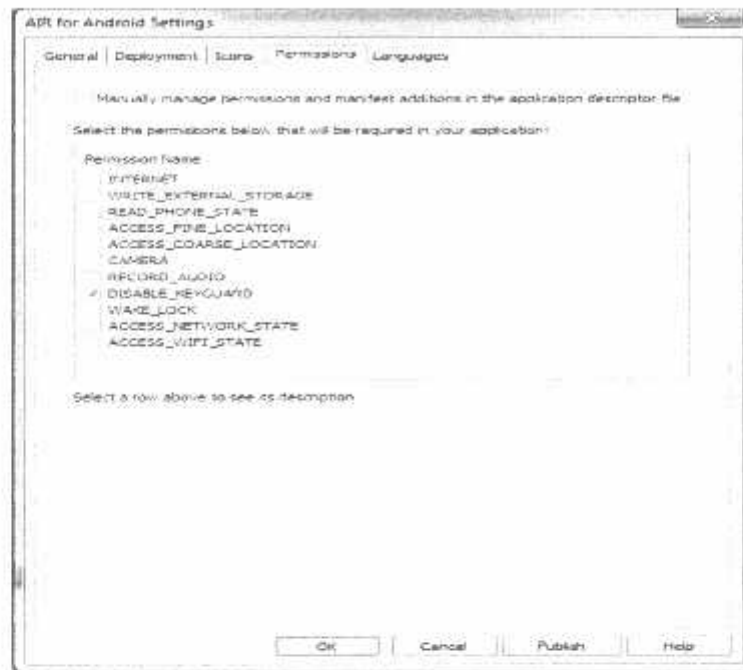 AIR for Android Settings
General Deployment Icons Permissions Languages
Manually manage permissions and manifest additions in the application descriptor file
Select the permissions below that will be required in your application:
Permission Name
INTERNET
WRITE_EXTERNAL_STORAGE
READ_PHONE_STATE
ACCESS_FINE_LOCATION
ACCESS_COARSE_LOCATION
CAMERA
RECORD_AUDIO
DISABLE_KEYGUARD
WAKE_LOCK
ACCESS_NETWORK_STATE
ACCESS_WIFI_STATE
Select a row above to see its description
OK Cancel Publish Help